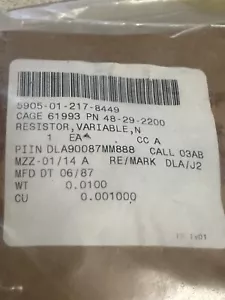 5905-01-217-8449
CAGE 61993 PN 48-29-2200
RESISTOR,VARIABLE,N
1 EA CC A
PIIN DLA90087MM888 CALL 03AB
MZZ-01/14 A RE/MARK DLA/J2
MFD DT 06/87
WT 0.0100
CU 0.001000